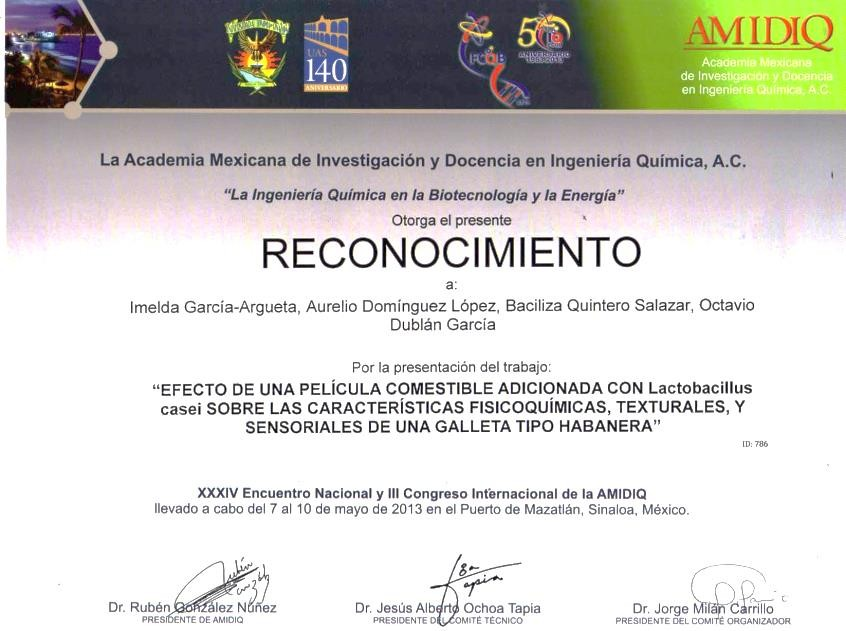 UAS
140
ANIVERSARIO
FCQB
50
ANIVERSARIO
AMIDIQ
Academia Mexicana
de Investigación y Docencia
en Ingeniería Química, A.C.
La Academia Mexicana de Investigación y Docencia en Ingeniería Química, A.C.
“La Ingeniería Química en la Biotecnología y la Energía”
Otorga el presente
RECONOCIMIENTO
a:
Imelda García-Argueta, Aurelio Domínguez López, Baciliza Quintero Salazar, Octavio
Dublán García
Por la presentación del trabajo:
“EFECTO DE UNA PELÍCULA COMESTIBLE ADICIONADA CON Lactobacillus
casei SOBRE LAS CARACTERÍSTICAS FISICOQUÍMICAS, TEXTURALES, Y
SENSORIALES DE UNA GALLETA TIPO HABANERA”
ID: 786
XXXIV Encuentro Nacional y III Congreso Internacional de la AMIDIQ
llevado a cabo del 7 al 10 de mayo de 2013 en el Puerto de Mazatlán, Sinaloa, México.
Dr. Rubén González Núñez
PRESIDENTE DE AMIDIQ
Dr. Jesús Alberto Ochoa Tapia
PRESIDENTE DEL COMITÉ TÉCNICO
Dr. Jorge Milán Carrillo
PRESIDENTE DEL COMITÉ ORGANIZADOR